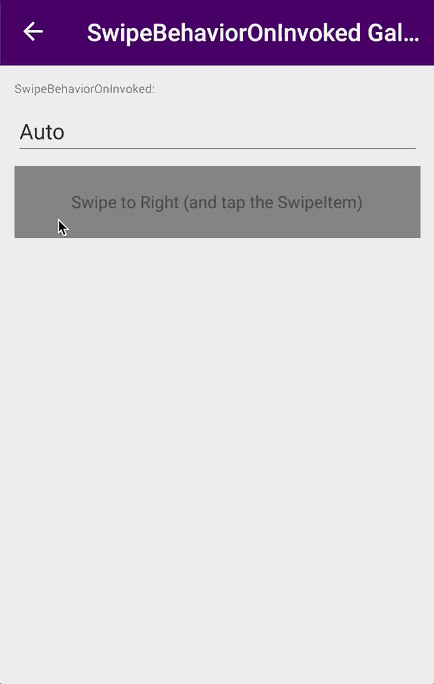 SwipeBehaviorOnInvoked Gal...
SwipeBehaviorOnInvoked:
Auto
Swipe to Right (and tap the SwipeItem)